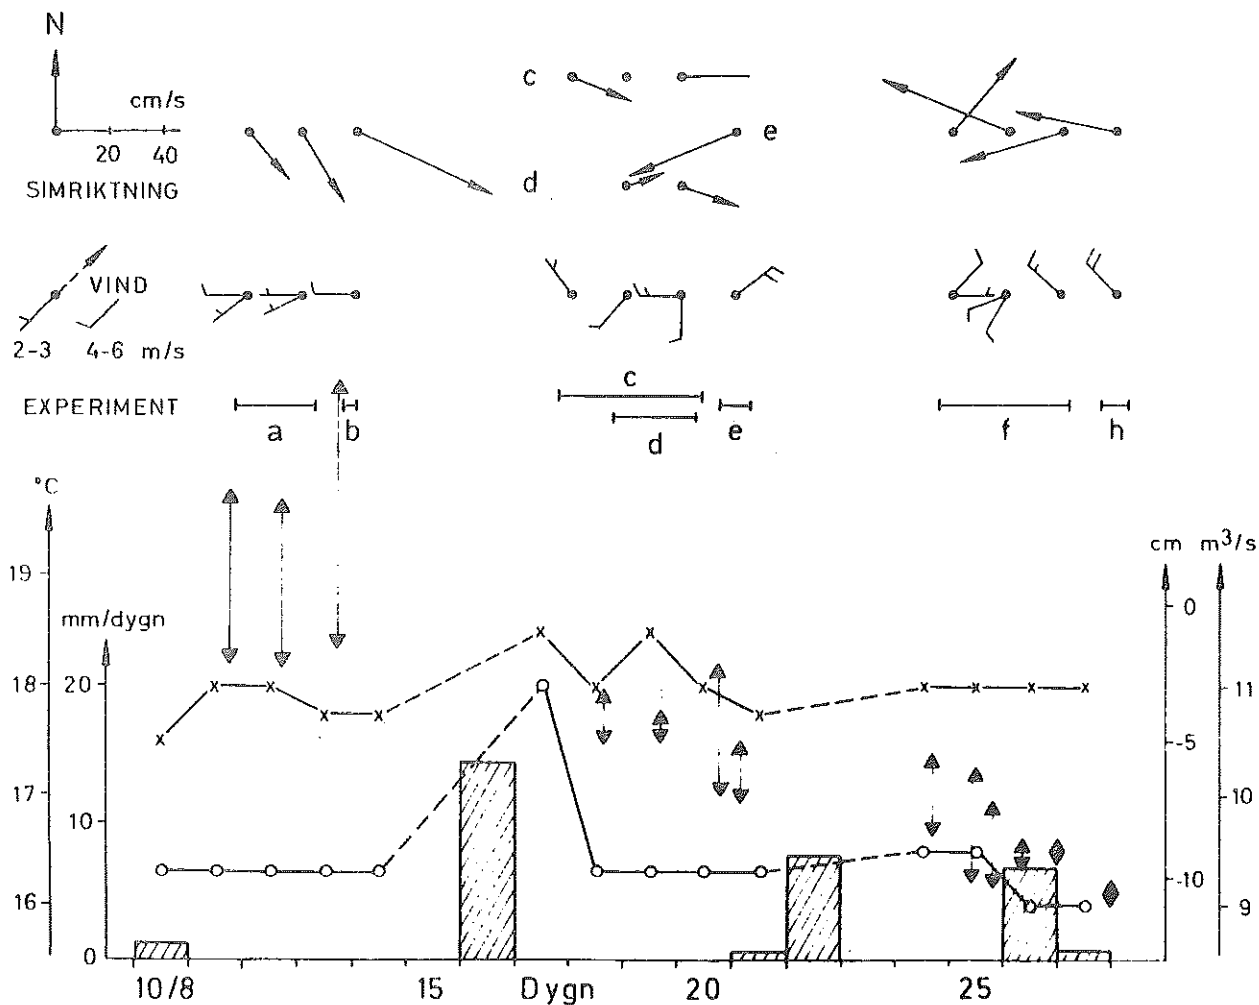 N
cm/s
20 40
SIMRIKTNING
c
e
d
VIND
2-3 4-6 m/s
EXPERIMENT
a b c d e f h
°C
19
18
17
16
mm/dygn
20
10
0
cm m³/s
0
-5
-10
11
10
9
10/8 15 Dygn 20 25